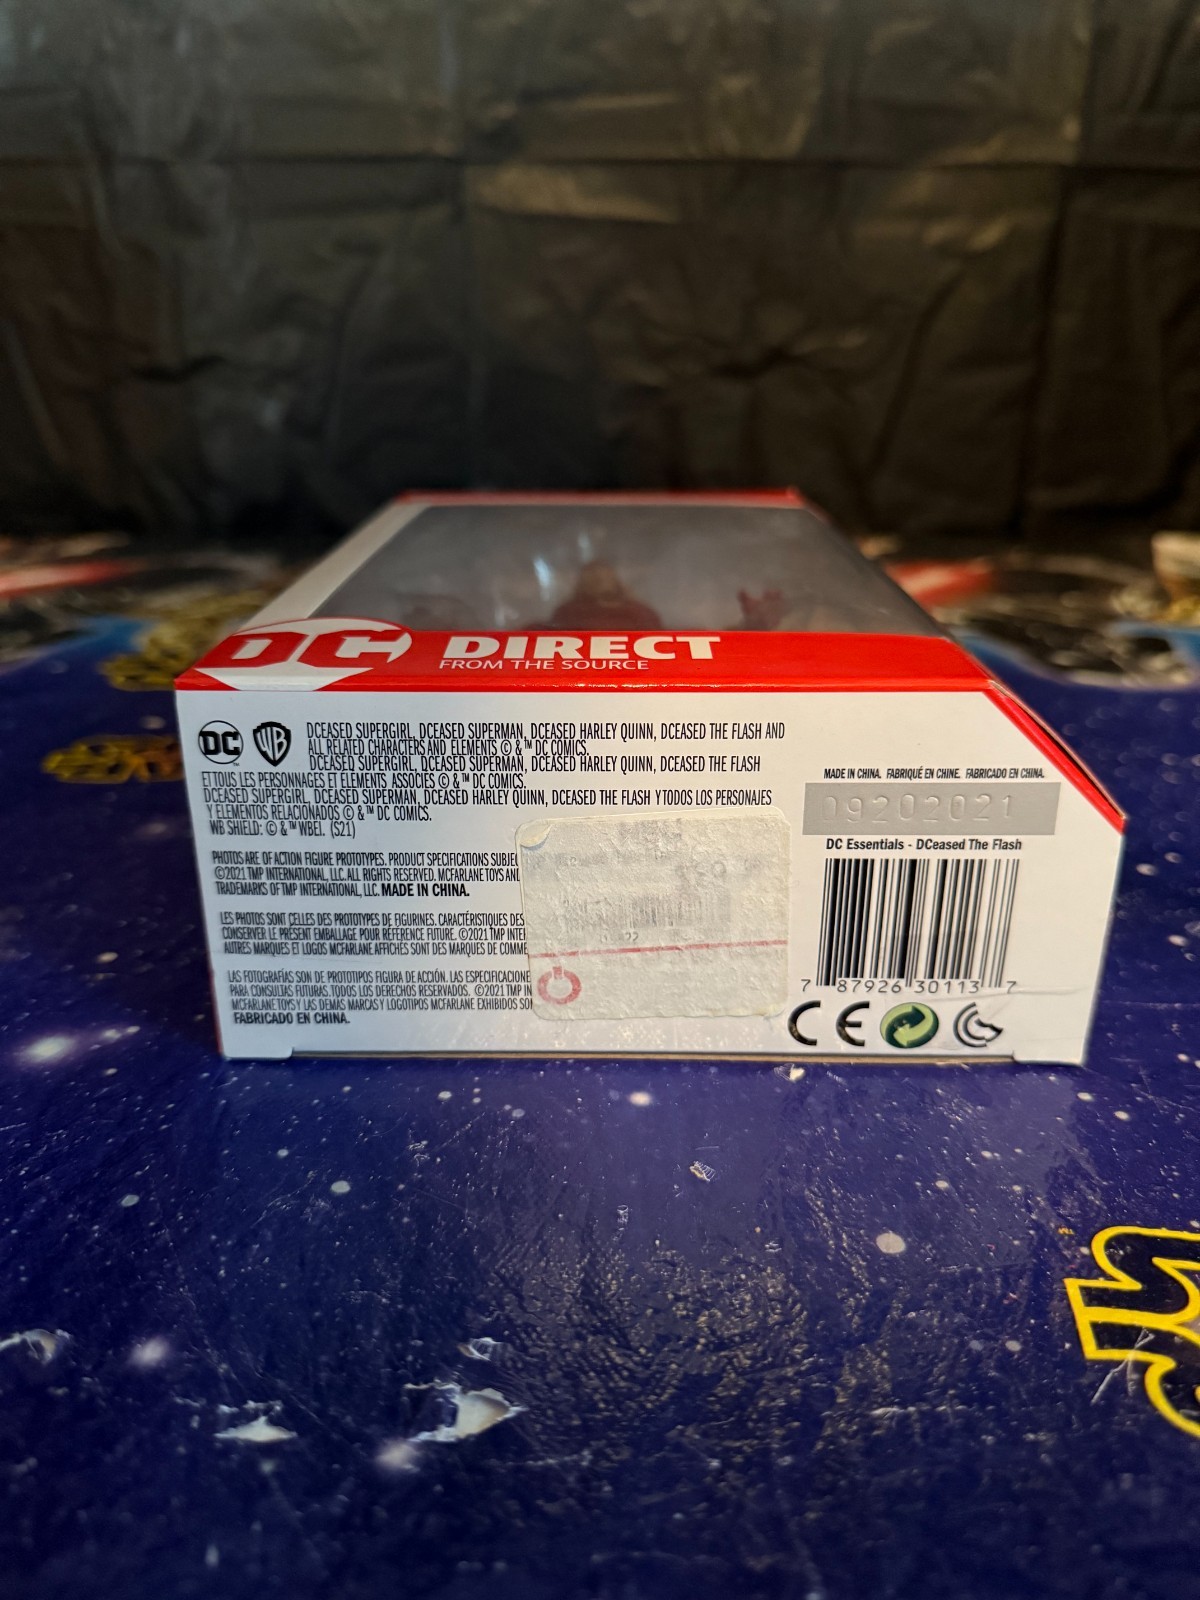 DC DIRECT
FROM THE SOURCE
DC
WB
DCEASED SUPERGIRL, DCEASED SUPERMAN, DCEASED HARLEY QUINN, DCEASED THE FLASH AND
ALL RELATED CHARACTERS AND ELEMENTS © & ™ DC COMICS.
DCEASED SUPERGIRL, DCEASED SUPERMAN, DCEASED HARLEY QUINN, DCEASED THE FLASH
ET TOUS LES PERSONNAGES ET ELEMENTS ASSOCIES © & ™ DC COMICS.
DCEASED SUPERGIRL, DCEASED SUPERMAN, DCEASED HARLEY QUINN, DCEASED THE FLASH Y TODOS LOS PERSONAJES
Y ELEMENTOS RELACIONADOS © & ™ DC COMICS.
WB SHIELD: © & ™ WBEI. (S21)
PHOTOS ARE OF ACTION FIGURE PROTOTYPES. PRODUCT SPECIFICATIONS SUBJEC
©2021 TMP INTERNATIONAL, LLC. ALL RIGHTS RESERVED. MCFARLANE TOYS AN
TRADEMARKS OF TMP INTERNATIONAL, LLC. MADE IN CHINA.
LES PHOTOS SONT CELLES DES PROTOTYPES DE FIGURINES. CARACTÉRISTIQUES DES
CONSERVER LE PRÉSENT EMBALLAGE POUR RÉFÉRENCE FUTURE. ©2021 TMP INTE
AUTRES MARQUES ET LOGOS MCFARLANE AFFICHÉS SONT DES MARQUES DE COMME
LAS FOTOGRAFÍAS SON DE PROTOTIPOS FIGURA DE ACCIÓN. LAS ESPECIFICACIONE
PARA CONSULTAS FUTURAS. TODOS LOS DERECHOS RESERVADOS. ©2021 TMP IN
MCFARLANE TOYS Y LAS DEMÁS MARCAS Y LOGOTIPOS MCFARLANE EXHIBIDOS SO
FABRICADO EN CHINA.
MADE IN CHINA. FABRIQUÉ EN CHINE. FABRICADO EN CHINA.
09202021
DC Essentials - DCeased The Flash
7 87926 30113 7
CE